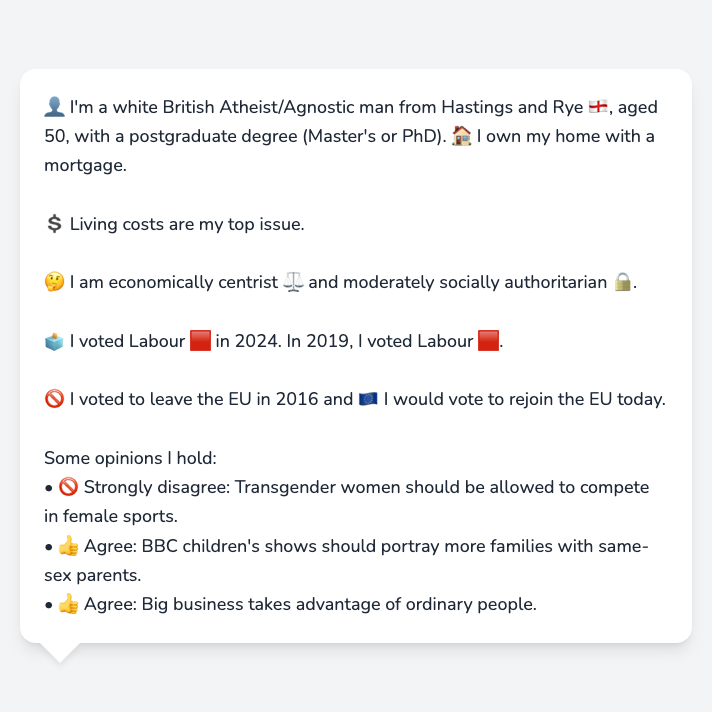 👤 I'm a white British Atheist/Agnostic man from Hastings and Rye 🏴󠁧󠁢󠁥󠁮󠁧󠁿, aged
50, with a postgraduate degree (Master's or PhD). 🏠 I own my home with a
mortgage.
💲 Living costs are my top issue.
🤔 I am economically centrist ⚖️ and moderately socially authoritarian 🔒.
🗳️ I voted Labour 🟥 in 2024. In 2019, I voted Labour 🟥.
🚫 I voted to leave the EU in 2016 and 🇪🇺 I would vote to rejoin the EU today.
Some opinions I hold:
• 🚫 Strongly disagree: Transgender women should be allowed to compete
in female sports.
• 👍 Agree: BBC children's shows should portray more families with same-
sex parents.
• 👍 Agree: Big business takes advantage of ordinary people.